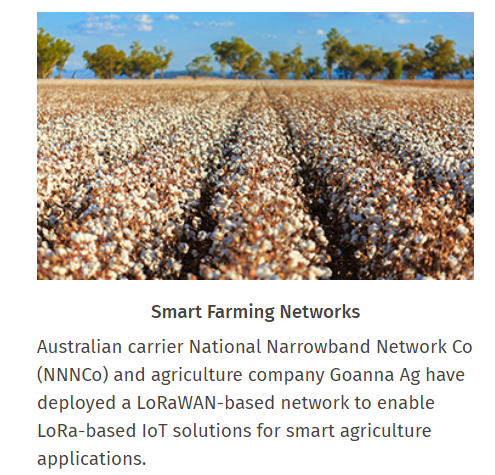 Smart Farming Networks
Australian carrier National Narrowband Network Co
(NNNCo) and agriculture company Goanna Ag have
deployed a LoRaWAN-based network to enable
LoRa-based IoT solutions for smart agriculture
applications.